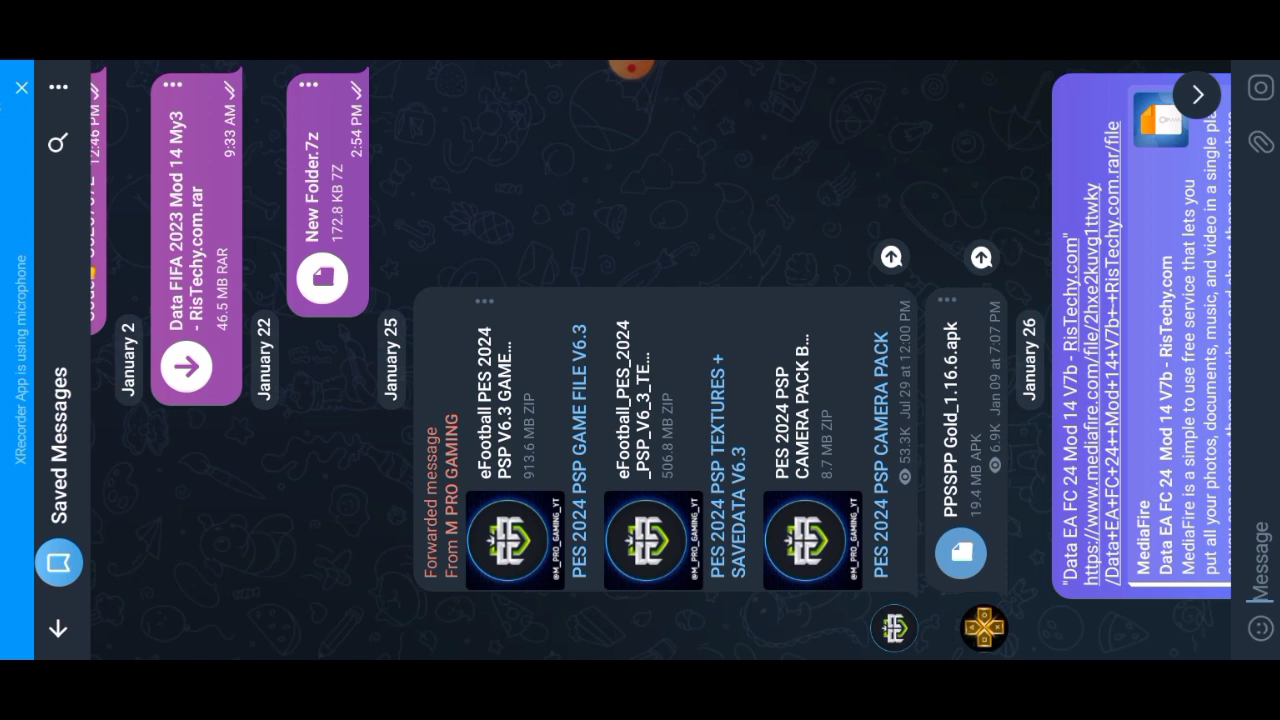 XRecorder App is using microphone
Saved Messages
12:46 PM
January 2
Data FIFA 2023 Mod 14 My3
- RisTechy.com.rar
46.5 MB RAR
9:33 AM
January 22
New Folder.7z
172.8 KB 7Z
2:54 PM
January 25
Forwarded message
From M PRO GAMING
eFootball PES 2024
PSP V6.3 GAME...
913.6 MB ZIP
@M_PRO_GAMING_YT
PES 2024 PSP GAME FILE V6.3
eFootball_PES_2024
_PSP_V6_3_TE...
506.8 MB ZIP
@M_PRO_GAMING_YT
PES 2024 PSP TEXTURES +
SAVEDATA V6.3
PES 2024 PSP
CAMERA PACK B...
8.7 MB ZIP
@M_PRO_GAMING_YT
PES 2024 PSP CAMERA PACK
53.3K Jul 29 at 12:00 PM
PPSSPP Gold_1.16.6.apk
19.4 MB APK
6.9K Jan 09 at 7:07 PM
January 26
"Data EA FC 24 Mod 14 V7b - RisTechy.com"
https://www.mediafire.com/file/2hxe2kuvg1ttvky
/Data+EA+FC+24++Mod+14+V7b+-+RisTechy.com.rar/file
MediaFire
Data EA FC 24 Mod 14 V7b - RisTechy.com
MediaFire is a simple to use free service that lets you
put all your photos, documents, music, and video in a single
Message